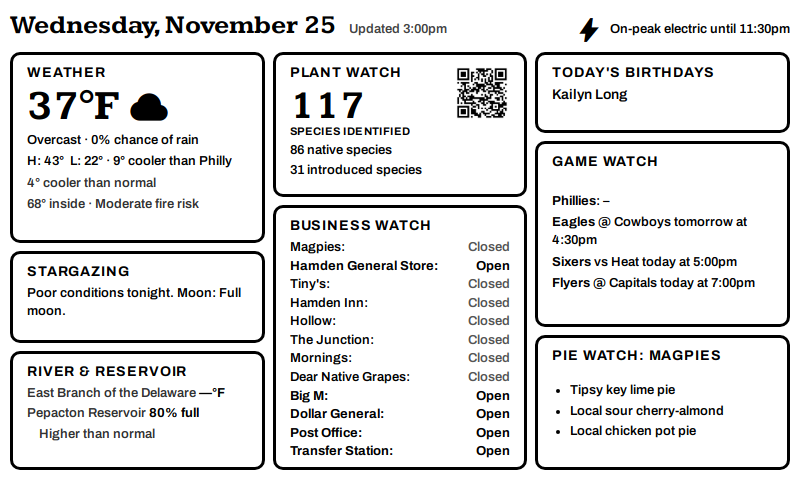 Wednesday, November 25 Updated 3:00pm
On-peak electric until 11:30pm
WEATHER
37°F
Overcast · 0% chance of rain
H: 43° L: 22° · 9° cooler than Philly
4° cooler than normal
68° inside · Moderate fire risk
STARGAZING
Poor conditions tonight. Moon: Full
moon.
RIVER & RESERVOIR
East Branch of the Delaware —°F
Pepacton Reservoir 80% full
Higher than normal
PLANT WATCH
117
SPECIES IDENTIFIED
86 native species
31 introduced species
BUSINESS WATCH
Magpies: Closed
Hamden General Store: Open
Tiny's: Closed
Hamden Inn: Closed
Hollow: Closed
The Junction: Closed
Mornings: Closed
Dear Native Grapes: Closed
Big M: Open
Dollar General: Open
Post Office: Open
Transfer Station: Open
TODAY'S BIRTHDAYS
Kailyn Long
GAME WATCH
Phillies: –
Eagles @ Cowboys tomorrow at
4:30pm
Sixers vs Heat today at 5:00pm
Flyers @ Capitals today at 7:00pm
PIE WATCH: MAGPIES
• Tipsy key lime pie
• Local sour cherry-almond
• Local chicken pot pie